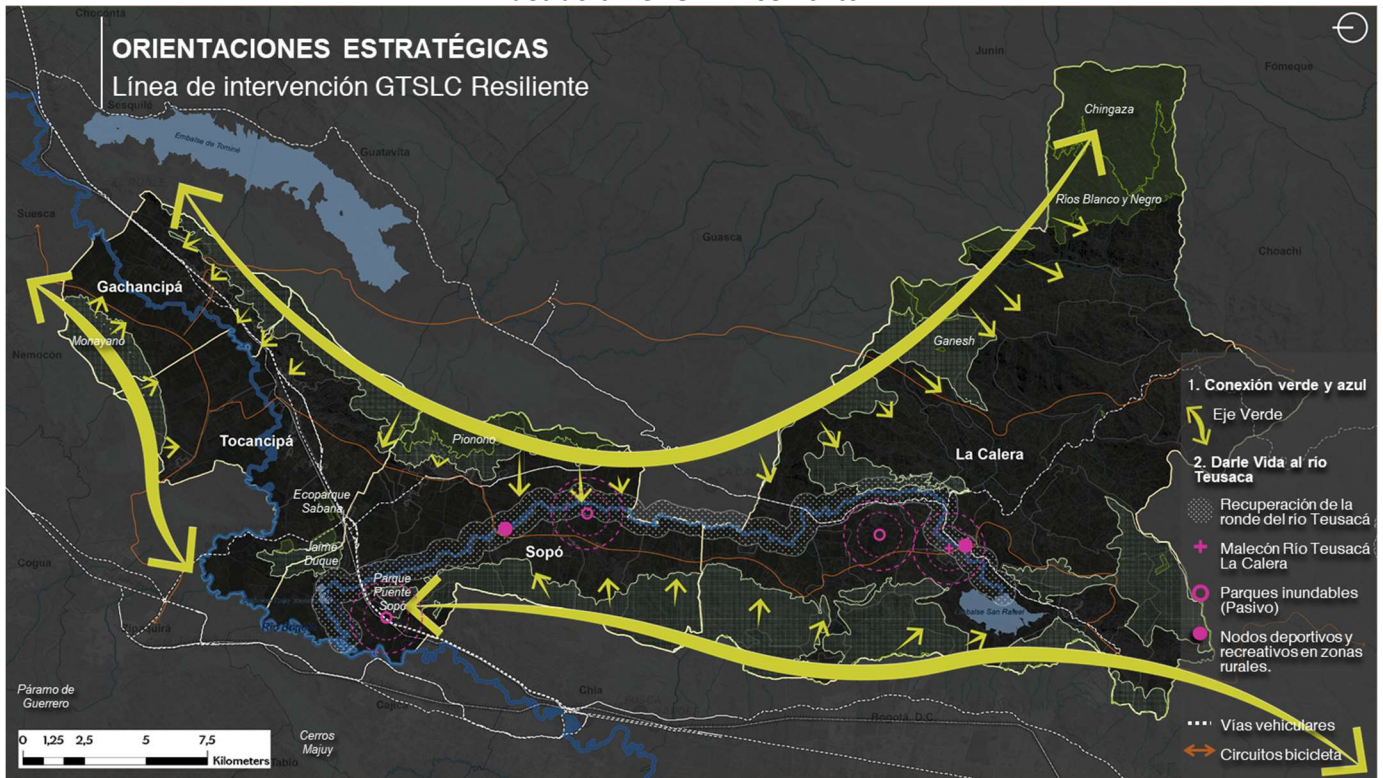 Chocontá
ORIENTACIONES ESTRATÉGICAS
Línea de intervención GTSLC Resiliente
Junín
Fómeque
Sesquilé
Embalse de Tominé
Guatavita
Chingaza
Suesca
Ríos Blanco y Negro
Guasca
Choachí
Gachancipá
Nemocón
Monayano
Ganesh
1. Conexión verde y azul
Eje Verde
Tocancipá
Pionono
La Calera
2. Darle Vida al río
Teusaca
Ecoparque
Sabana
Recuperación de la
ronde del río Teusacá
Jaime
Duque
Sopó
Malecón Río Teusacá
La Calera
Cogua
Parque
Puente
Sopó
Embalse San Rafael
Parques inundables
(Pasivo)
Zipaquirá
Río Bogotá
Nodos deportivos y
recreativos en zonas
rurales.
Páramo de
Guerrero
Chía
Cajicá
Bogotá, D.C.
Vías vehiculares
Cerros
Majuy
Circuitos bicicleta
0 1,25 2,5 5 7,5
Kilometers
Tabio